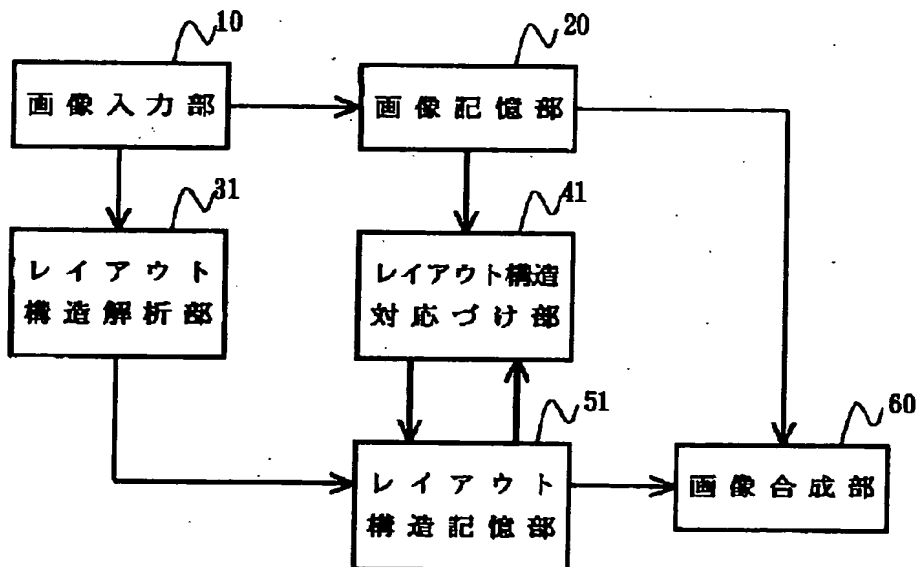 10
20
画像入力部
画像記憶部
31
41
レイアウト
構造解析部
レイアウト構造
対応づけ部
51
60
レイアウト
構造記憶部
画像合成部